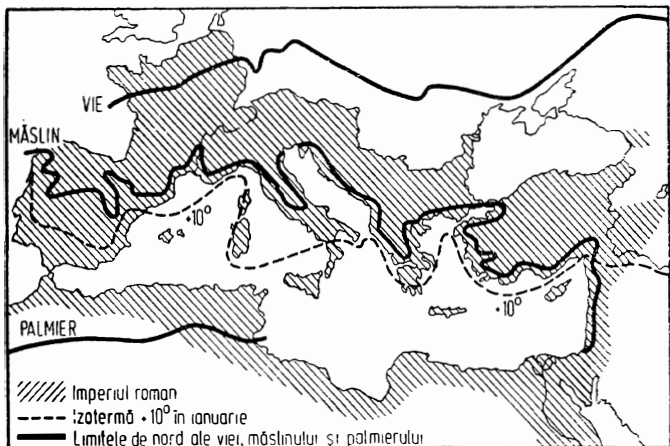 VIE
MĂSLIN
+10°
PALMIER
+10°
Imperiul roman
Izotermă +10° în ianuarie
Limitele de nord ale viei, măslinului și palmierului